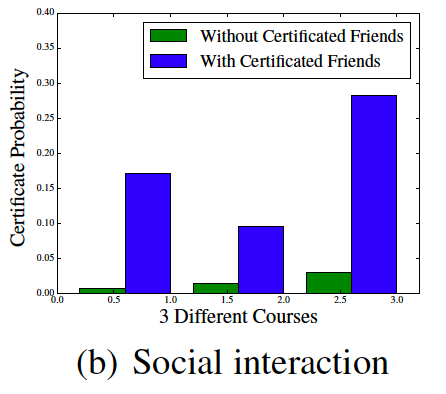 0.40
0.35
0.30
0.25
0.20
0.15
0.10
0.05
0.00
Certificate Probability
Without Certificated Friends
With Certificated Friends
0.0 0.5 1.0 1.5 2.0 2.5 3.0
3 Different Courses
(b) Social interaction